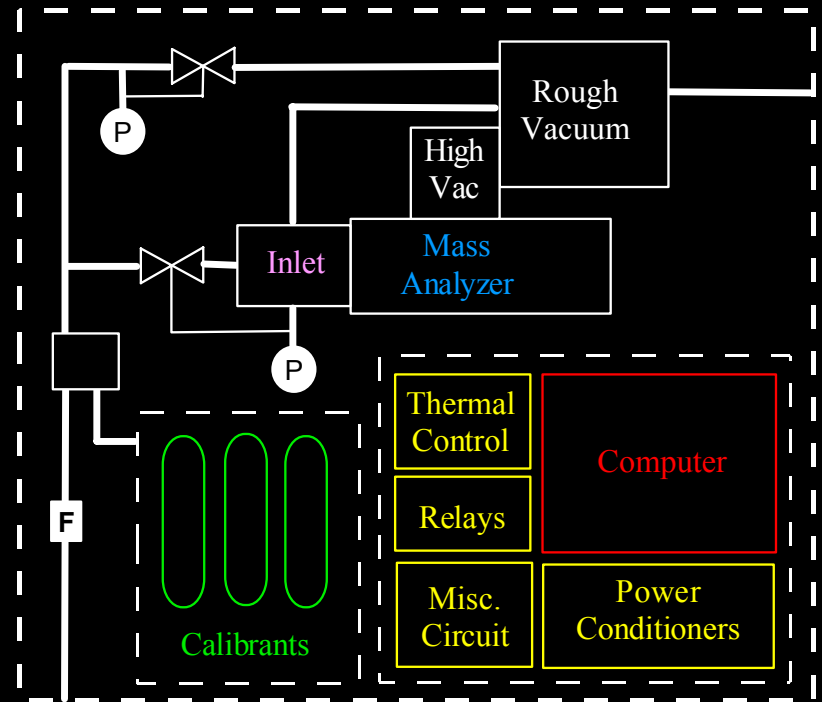 P
Rough
Vacuum
High
Vac
Inlet
Mass
Analyzer
P
Thermal
Control
Computer
Relays
F
Misc.
Circuit
Power
Conditioners
Calibrants